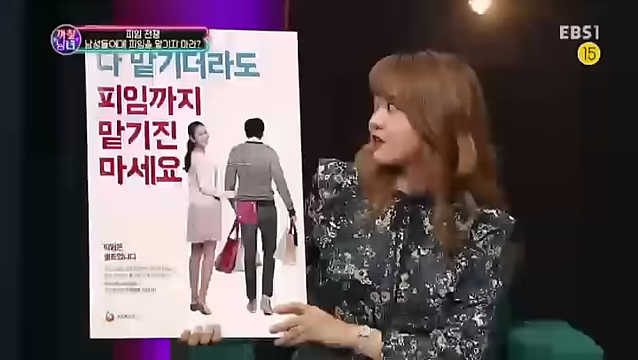 까칠남녀
피임 전쟁
남성들이여 피임을 맡기지 마라?
EBS1
15
다 맡기더라도
피임까지
맡기진
마세요
피임은
셀프입니다